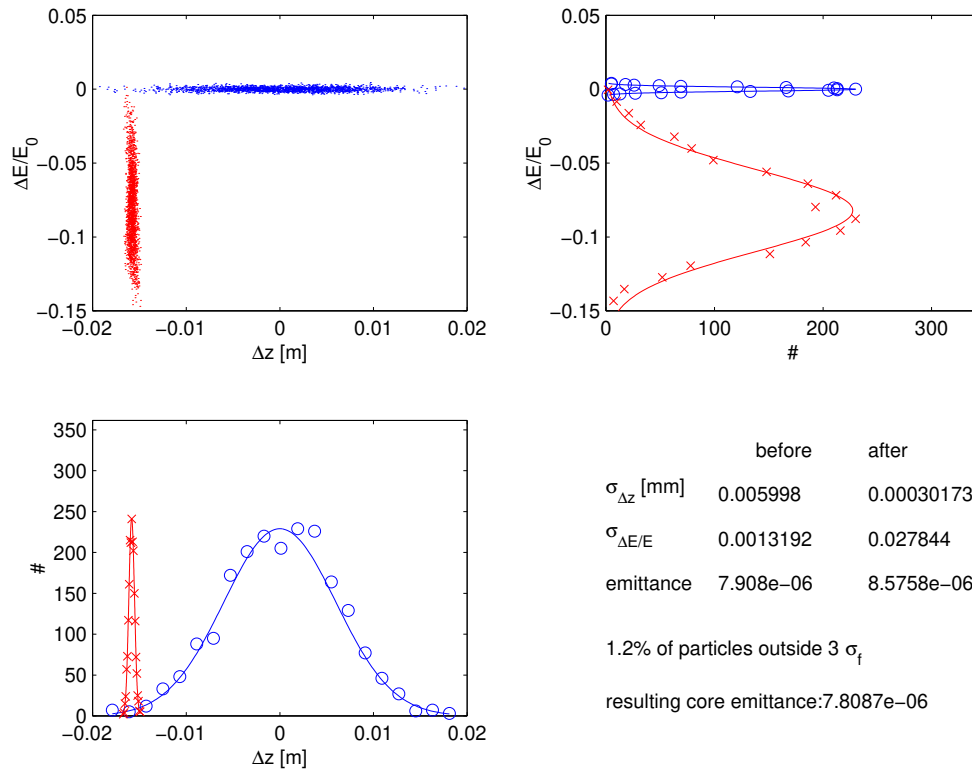 0.05
0
−0.05
−0.1
−0.15
−0.02 −0.01 0 0.01 0.02
Δz [m]
ΔE/E0
0.05
0
−0.05
−0.1
−0.15
0 100 200 300
#
ΔE/E0
350
300
250
200
150
100
50
0
−0.02 −0.01 0 0.01 0.02
Δz [m]
#
before after
σΔz [mm] 0.005998 0.00030173
σΔE/E 0.0013192 0.027844
emittance 7.908e−06 8.5758e−06
1.2% of particles outside 3 σf
resulting core emittance:7.8087e−06